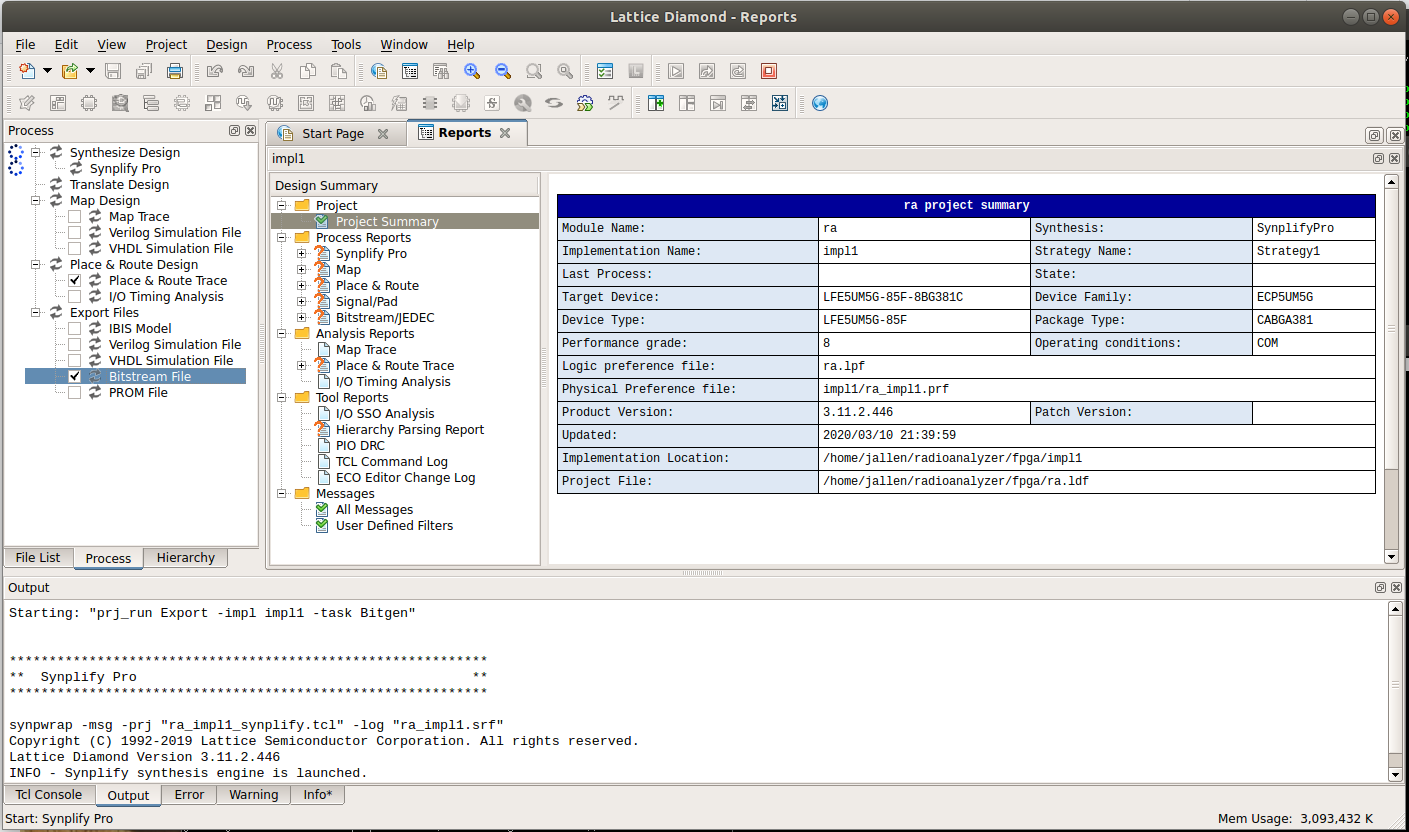 Lattice Diamond - Reports
File Edit View Project Design Process Tools Window Help
Process
Synthesize Design
Synplify Pro
Translate Design
Map Design
Map Trace
Verilog Simulation File
VHDL Simulation File
Place & Route Design
Place & Route Trace
I/O Timing Analysis
Export Files
IBIS Model
Verilog Simulation File
VHDL Simulation File
Bitstream File
PROM File
File List Process Hierarchy
Start Page Reports
impl1
Design Summary
Project
Project Summary
Process Reports
Synplify Pro
Map
Place & Route
Signal/Pad
Bitstream/JEDEC
Analysis Reports
Map Trace
Place & Route Trace
I/O Timing Analysis
Tool Reports
I/O SSO Analysis
Hierarchy Parsing Report
PIO DRC
TCL Command Log
ECO Editor Change Log
Messages
All Messages
User Defined Filters
ra project summary
Module Name: ra Synthesis: SynplifyPro
Implementation Name: impl1 Strategy Name: Strategy1
Last Process: State:
Target Device: LFE5UM5G-85F-8BG381C Device Family: ECP5UM5G
Device Type: LFE5UM5G-85F Package Type: CABGA381
Performance grade: 8 Operating conditions: COM
Logic preference file: ra.lpf
Physical Preference file: impl1/ra_impl1.prf
Product Version: 3.11.2.446 Patch Version:
Updated: 2020/03/10 21:39:59
Implementation Location: /home/jallen/radioanalyzer/fpga/impl1
Project File: /home/jallen/radioanalyzer/fpga/ra.ldf
Output
Starting: "prj_run Export -impl impl1 -task Bitgen"
*************************************************************
** Synplify Pro **
*************************************************************
synpwrap -msg -prj "ra_impl1_synplify.tcl" -log "ra_impl1.srf"
Copyright (C) 1992-2019 Lattice Semiconductor Corporation. All rights reserved.
Lattice Diamond Version 3.11.2.446
INFO - Synplify synthesis engine is launched.
Tcl Console Output Error Warning Info*
Start: Synplify Pro Mem Usage: 3,093,432 K